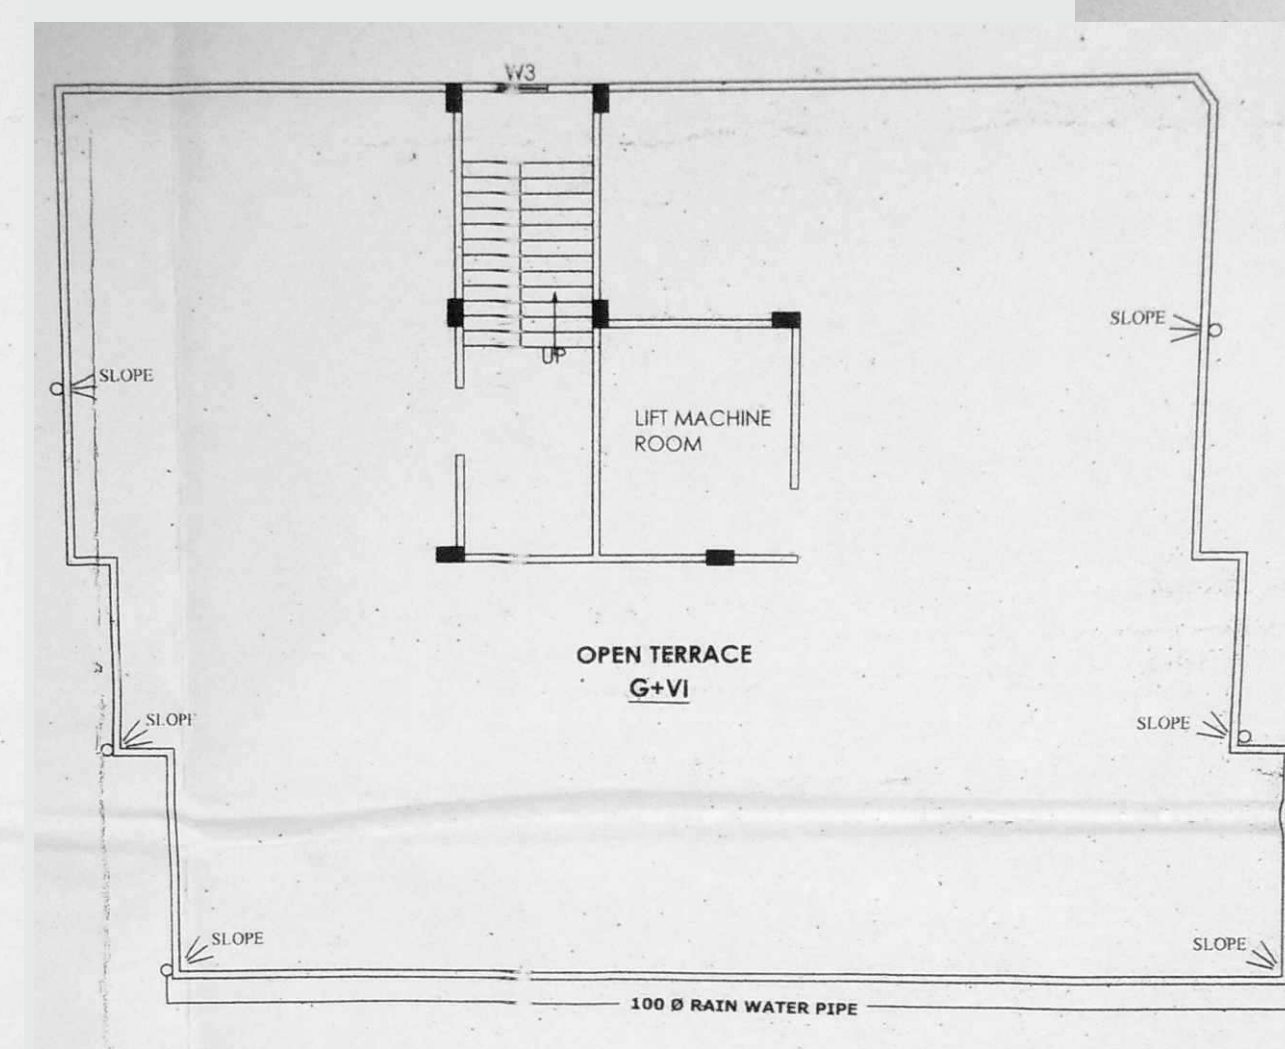 W3
SLOPE
UP
SLOPE
LIFT MACHINE
ROOM
OPEN TERRACE
G+VI
SLOPE
SLOPE
SLOPE
SLOPE
100 Ø RAIN WATER PIPE